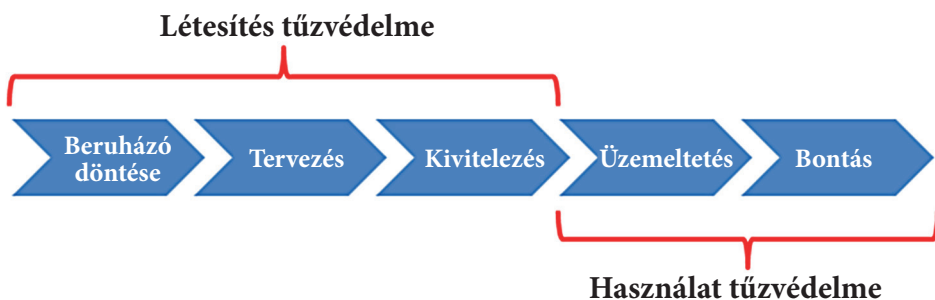 Létesítés tűzvédelme
Beruházó
döntése
Tervezés
Kivitelezés
Üzemeltetés
Bontás
Használat tűzvédelme